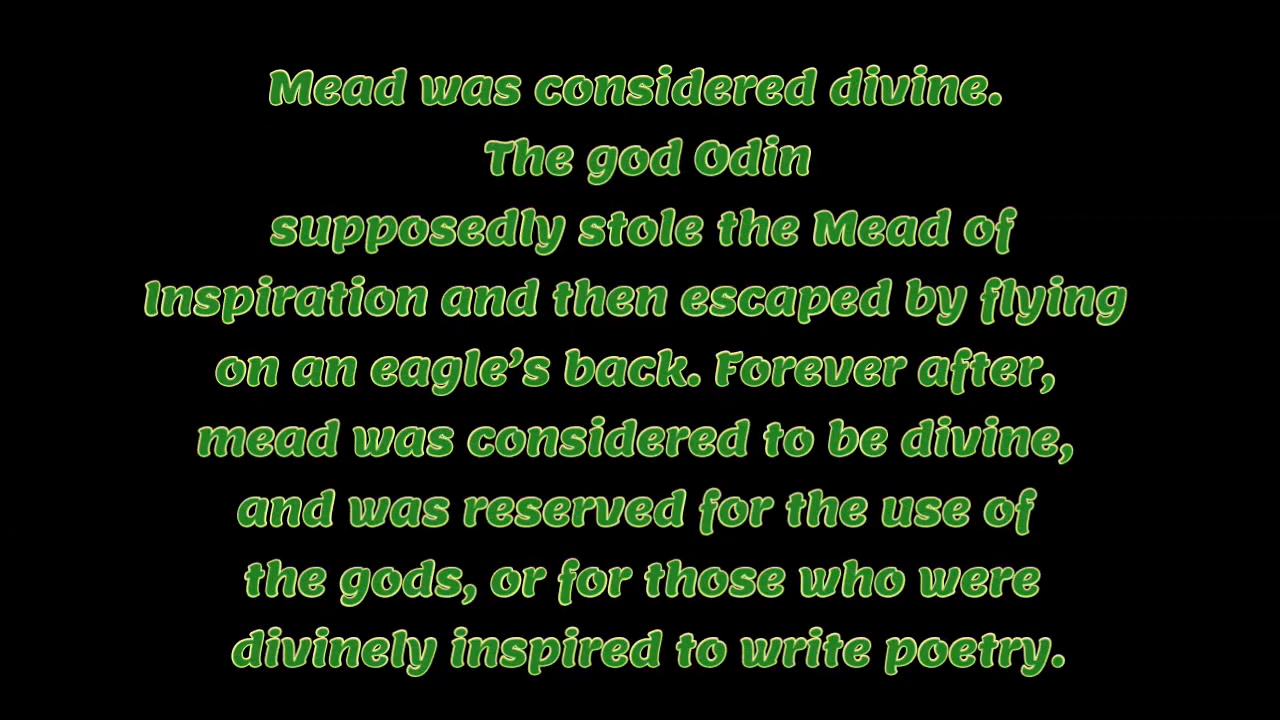 Mead was considered divine.
The god Odin
supposedly stole the Mead of
Inspiration and then escaped by flying
on an eagle’s back. Forever after,
mead was considered to be divine,
and was reserved for the use of
the gods, or for those who were
divinely inspired to write poetry.